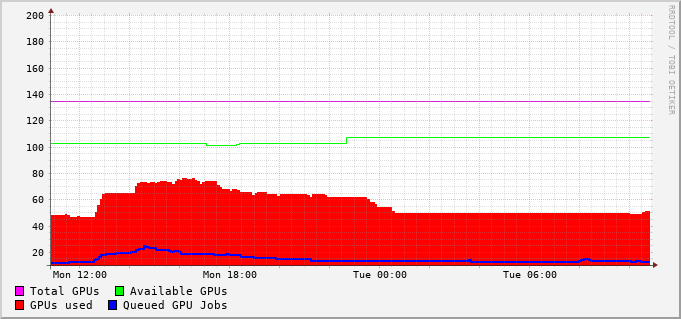 200
180
160
140
120
100
80
60
40
20
Mon 12:00 Mon 18:00 Tue 00:00 Tue 06:00
Total GPUs Available GPUs
GPUs used Queued GPU Jobs
RRDTOOL / TOBI OETIKER